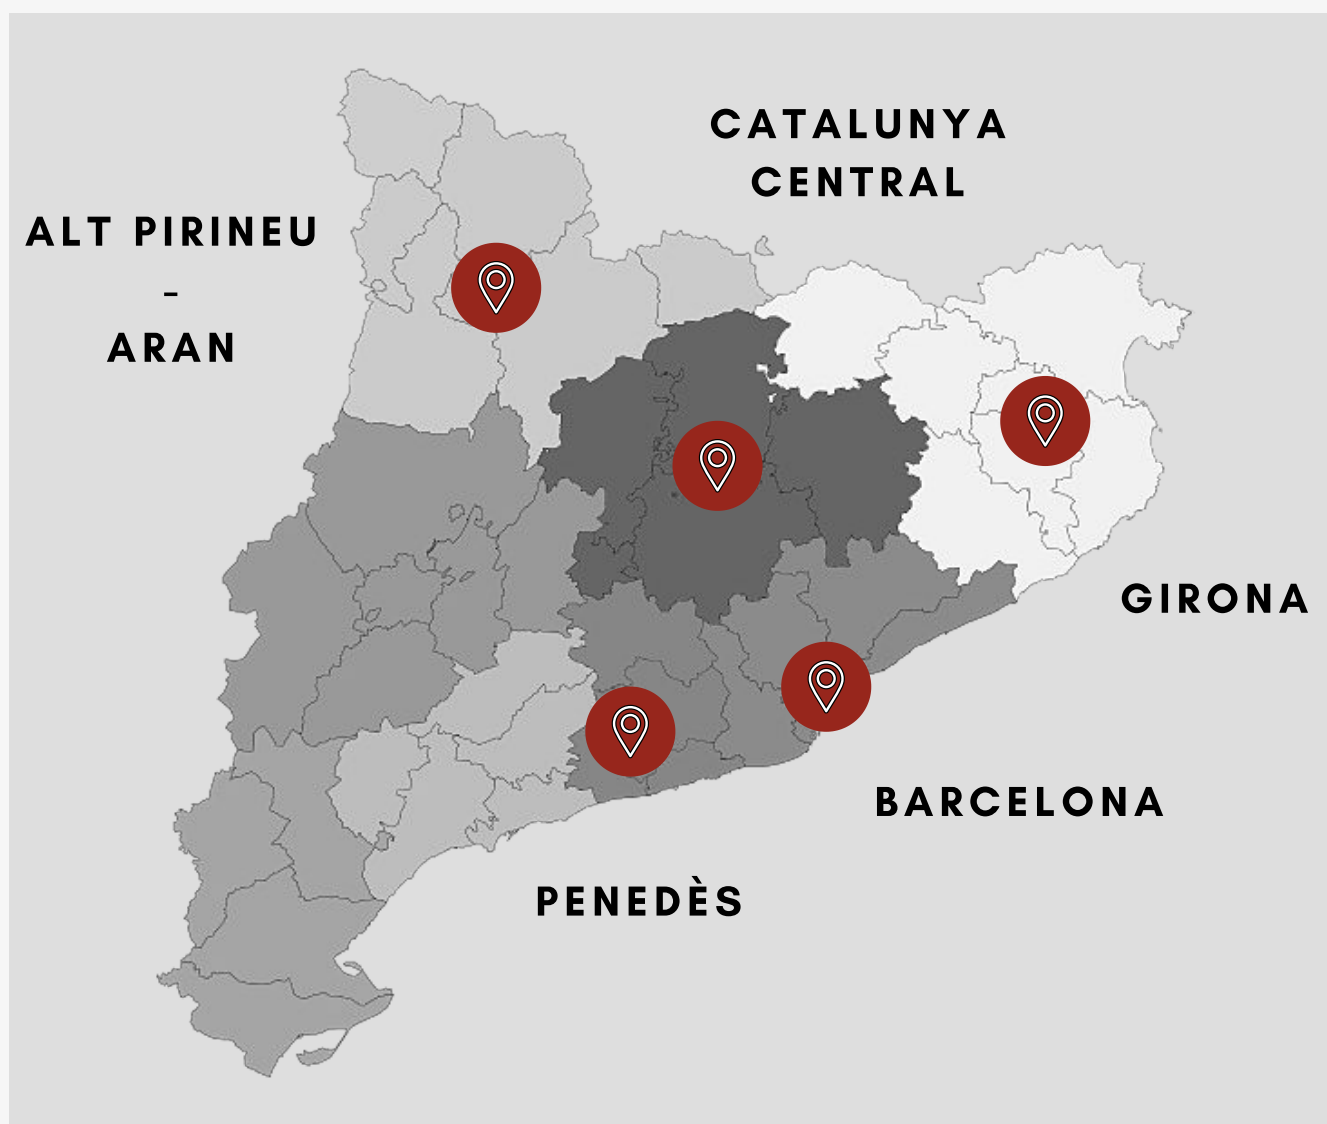 CATALUNYA
CENTRAL
ALT PIRINEU
-
ARAN
GIRONA
BARCELONA
PENEDÈS